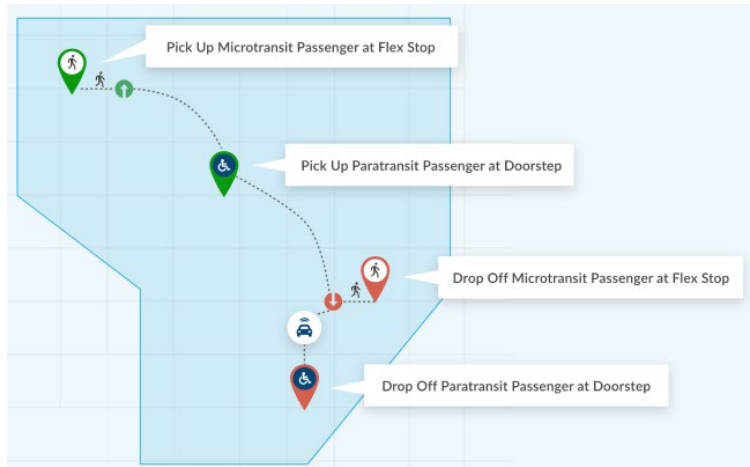 Pick Up Microtransit Passenger at Flex Stop
Pick Up Paratransit Passenger at Doorstep
Drop Off Microtransit Passenger at Flex Stop
Drop Off Paratransit Passenger at Doorstep